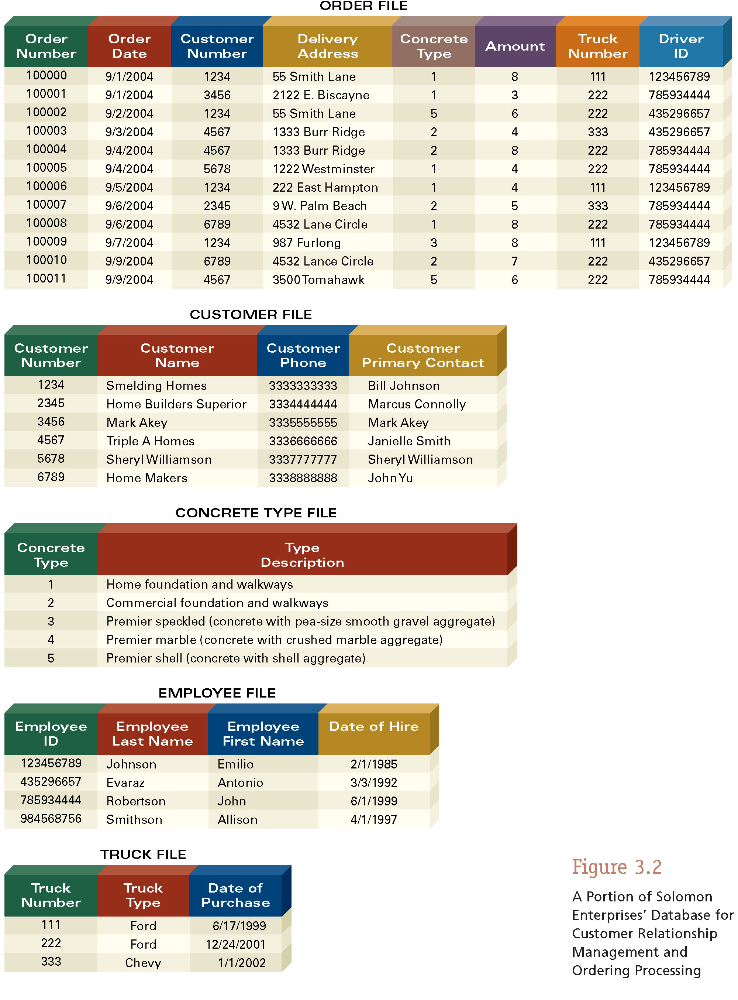 ORDER FILE
Order Number Order Date Customer Number Delivery Address Concrete Type Amount Truck Number Driver ID
100000 9/1/2004 1234 55 Smith Lane 1 8 111 123456789
100001 9/1/2004 3456 2122 E. Biscayne 1 3 222 785934444
100002 9/2/2004 1234 55 Smith Lane 5 6 222 435296657
100003 9/3/2004 4567 1333 Burr Ridge 2 4 333 435296657
100004 9/4/2004 4567 1333 Burr Ridge 2 8 222 785934444
100005 9/4/2004 5678 1222 Westminster 1 4 222 785934444
100006 9/5/2004 1234 222 East Hampton 1 4 111 123456789
100007 9/6/2004 2345 9 W. Palm Beach 2 5 333 785934444
100008 9/6/2004 6789 4532 Lane Circle 1 8 222 785934444
100009 9/7/2004 1234 987 Furlong 3 8 111 123456789
100010 9/9/2004 6789 4532 Lance Circle 2 7 222 435296657
100011 9/9/2004 4567 3500 Tomahawk 5 6 222 785934444
CUSTOMER FILE
Customer Number Customer Name Customer Phone Customer Primary Contact
1234 Smelding Homes 3333333333 Bill Johnson
2345 Home Builders Superior 3334444444 Marcus Connolly
3456 Mark Akey 3335555555 Mark Akey
4567 Triple A Homes 3336666666 Janielle Smith
5678 Sheryl Williamson 3337777777 Sheryl Williamson
6789 Home Makers 3338888888 John Yu
CONCRETE TYPE FILE
Concrete Type Type Description
1 Home foundation and walkways
2 Commercial foundation and walkways
3 Premier speckled (concrete with pea-size smooth gravel aggregate)
4 Premier marble (concrete with crushed marble aggregate)
5 Premier shell (concrete with shell aggregate)
EMPLOYEE FILE
Employee ID Employee Last Name Employee First Name Date of Hire
123456789 Johnson Emilio 2/1/1985
435296657 Evaraz Antonio 3/3/1992
785934444 Robertson John 6/1/1999
984568756 Smithson Allison 4/1/1997
TRUCK FILE
Truck Number Truck Type Date of Purchase
111 Ford 6/17/1999
222 Ford 12/24/2001
333 Chevy 1/1/2002
Figure 3.2
A Portion of Solomon
Enterprises’ Database for
Customer Relationship
Management and
Ordering Processing